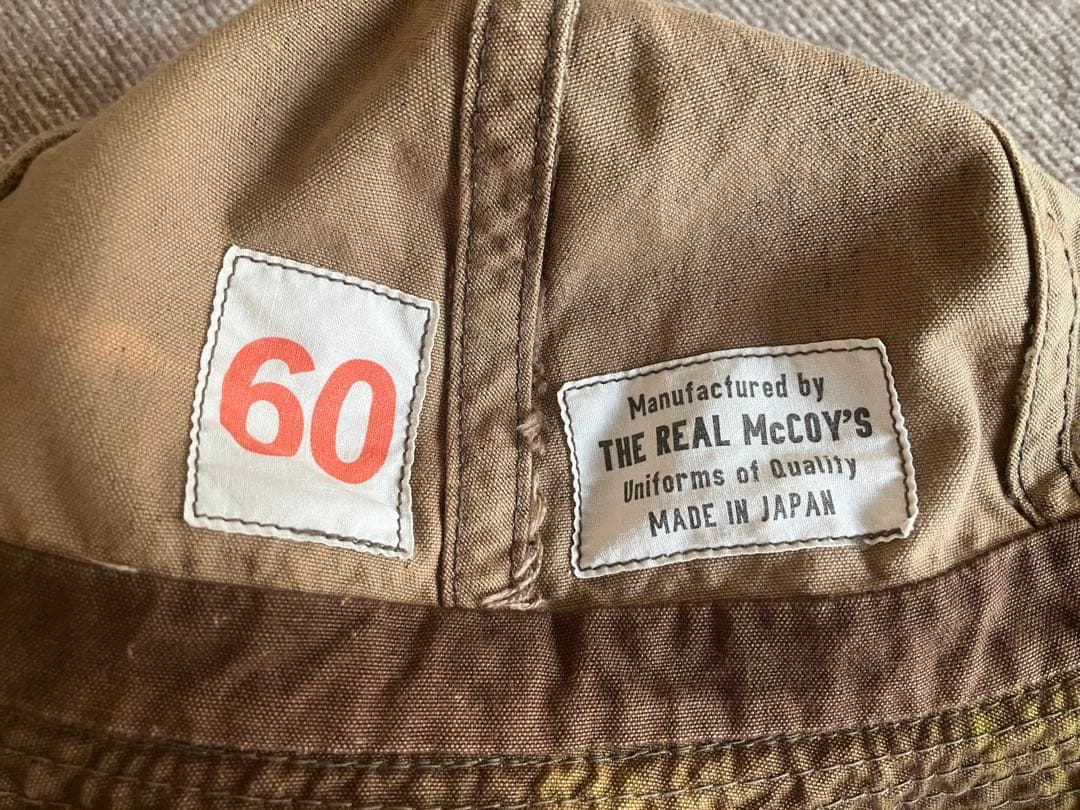 60
Manufactured by
THE REAL McCOY'S
Uniforms of Quality
MADE IN JAPAN